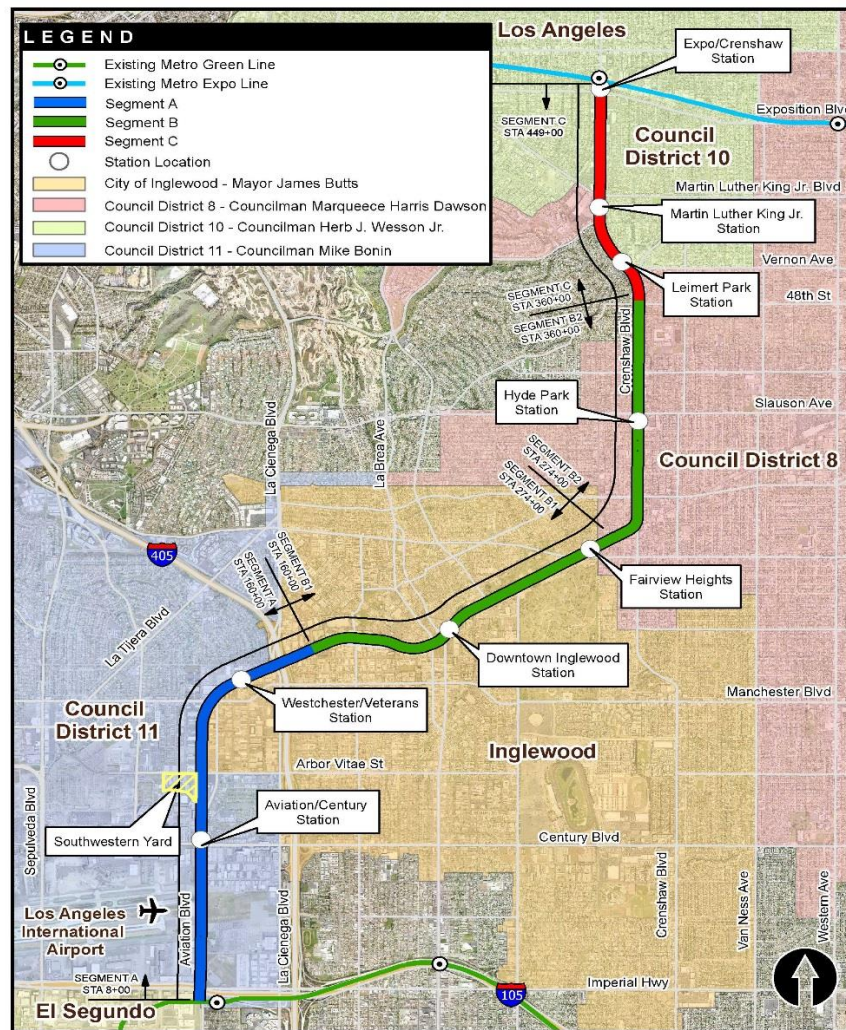 LEGEND
Existing Metro Green Line
Existing Metro Expo Line
Segment A
Segment B
Segment C
Station Location
City of Inglewood - Mayor James Butts
Council District 8 - Councilman Marqueece Harris Dawson
Council District 10 - Councilman Herb J. Wesson Jr.
Council District 11 - Councilman Mike Bonin
Los Angeles
Expo/Crenshaw
Station
SEGMENT C
STA 449+00
Exposition Blvd
Council
District 10
Martin Luther King Jr. Blvd
Martin Luther King Jr.
Station
Vernon Ave
Leimert Park
Station
48th St
SEGMENT C
STA 360+00
SEGMENT B2
STA 360+00
Crenshaw Blvd
La Cienega Blvd
La Brea Ave
Hyde Park
Station
Slauson Ave
Council District 8
SEGMENT B2
STA 274+00
SEGMENT B1
STA 274+00
405
SEGMENT B1
STA 160+00
SEGMENT A
STA 160+00
Fairview Heights
Station
La Tijera Blvd
Downtown Inglewood
Station
Westchester/Veterans
Station
Manchester Blvd
Council
District 11
Inglewood
Arbor Vitae St
Aviation/Century
Station
Southwestern Yard
Century Blvd
Sepulveda Blvd
Aviation Blvd
La Cienega Blvd
Crenshaw Blvd
Van Ness Ave
Western Ave
Los Angeles
International
Airport
SEGMENT A
STA 8+00
El Segundo
105
Imperial Hwy